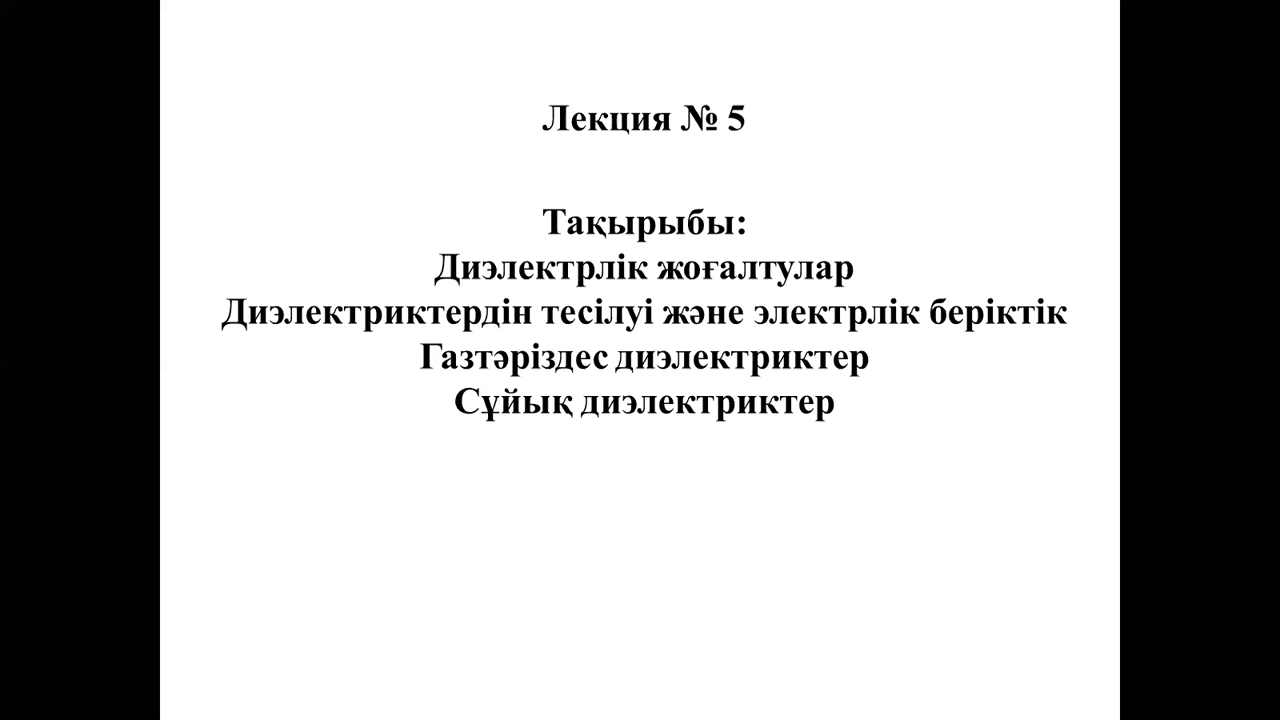 Лекция № 5
Тақырыбы:
Диэлектрлік жоғалтулар
Диэлектриктердін тесілуі және электрлік беріктік
Газтәріздес диэлектриктер
Сұйық диэлектриктер